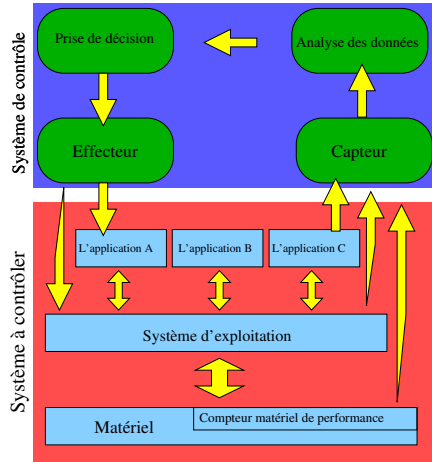 Système de contrôle
Prise de décision
Analyse des données
Effecteur
Capteur
Système à contrôler
L'application A
L'application B
L'application C
Système d'exploitation
Compteur matériel de performance
Matériel